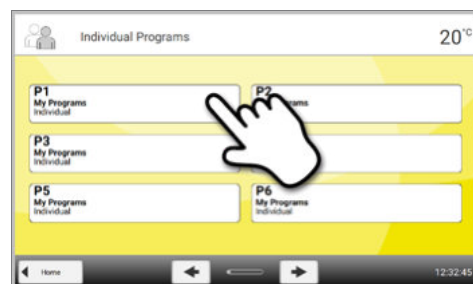 Individual Programs
20°C
P1
My Programs
Individual
P2
P3
My Programs
Individual
P5
My Programs
Individual
P6
My Programs
Individual
Home
12:32:45